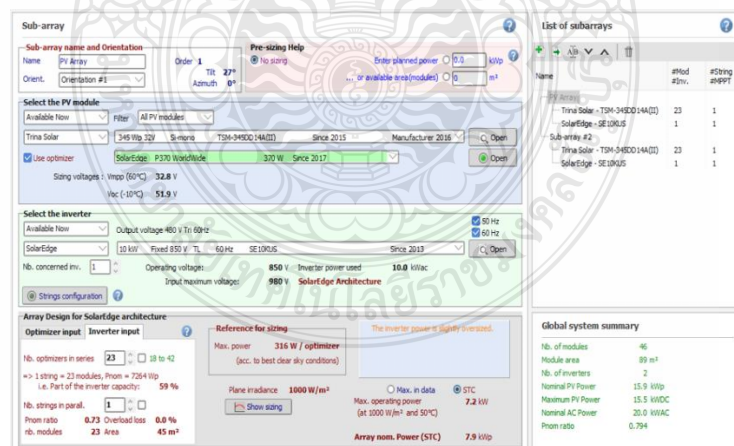 Sub-array
List of subarrays
Sub-array name and Orientation
Name PV Array
Orient. Orientation #1
Order 1
Tilt 27°
Azimuth 0°
Pre-sizing Help
No sizing
Enter planned power 0.0 kWp
... or available area(modules) 0 m²
Name
#Mod #String
#Inv. #MPPT
PV Array
Trina Solar - TSM-345DD14A(II) 23 1
SolarEdge - SE10KUS 1 1
Sub-array #2
Trina Solar - TSM-345DD14A(II) 23 1
SolarEdge - SE10KUS 1 1
Select the PV module
Available Now Filter All PV modules
Trina Solar 345 Wp 32V Si-mono TSM-345DD14A(II) Since 2015 Manufacturer 2016 Open
Use optimizer SolarEdge P370 WorldWide 370 W Since 2017 Open
Sizing voltages : Vmpp (60°C) 32.8 V
Voc (-10°C) 51.9 V
Select the inverter
Available Now Output voltage 480 V Tri 60Hz
50 Hz
60 Hz
SolarEdge 10 kW Fixed 850 V TL 60 Hz SE10KUS Since 2013 Open
Nb. concerned inv. 1 Operating voltage: 850 V Inverter power used 10.0 kWac
Input maximum voltage: 980 V SolarEdge Architecture
Strings configuration
Array Design for SolarEdge architecture
Optimizer input Inverter input
Nb. optimizers in series 23 18 to 42
=> 1 string = 23 modules, Pnom = 7264 Wp
i.e. Part of the inverter capacity: 59 %
Nb. strings in parall. 1
Pnom ratio 0.73 Overload loss 0.0 %
nb. modules 23 Area 45 m²
Reference for sizing
Max. power 316 W / optimizer
(acc. to best clear sky conditions)
Plane irradiance 1000 W/m²
Show sizing
The inverter power is slightly oversized.
Max. in data STC
Max. operating power 7.2 kW
(at 1000 W/m² and 50°C)
Array nom. Power (STC) 7.9 kWp
Global system summary
Nb. of modules 46
Module area 89 m²
Nb. of inverters 2
Nominal PV Power 15.9 kWp
Maximum PV Power 15.5 kWDC
Nominal AC Power 20.0 kWAC
Pnom ratio 0.794